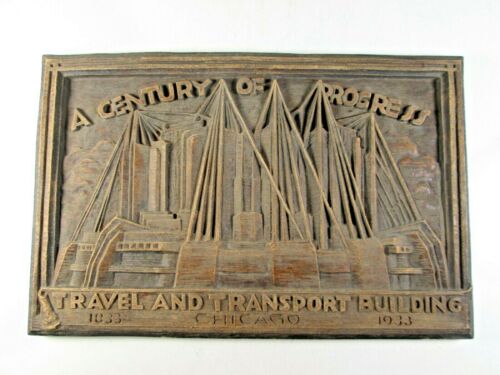 A CENTURY OF PROGRESS
TRAVEL AND TRANSPORT BUILDING
1833 CHICAGO 1933